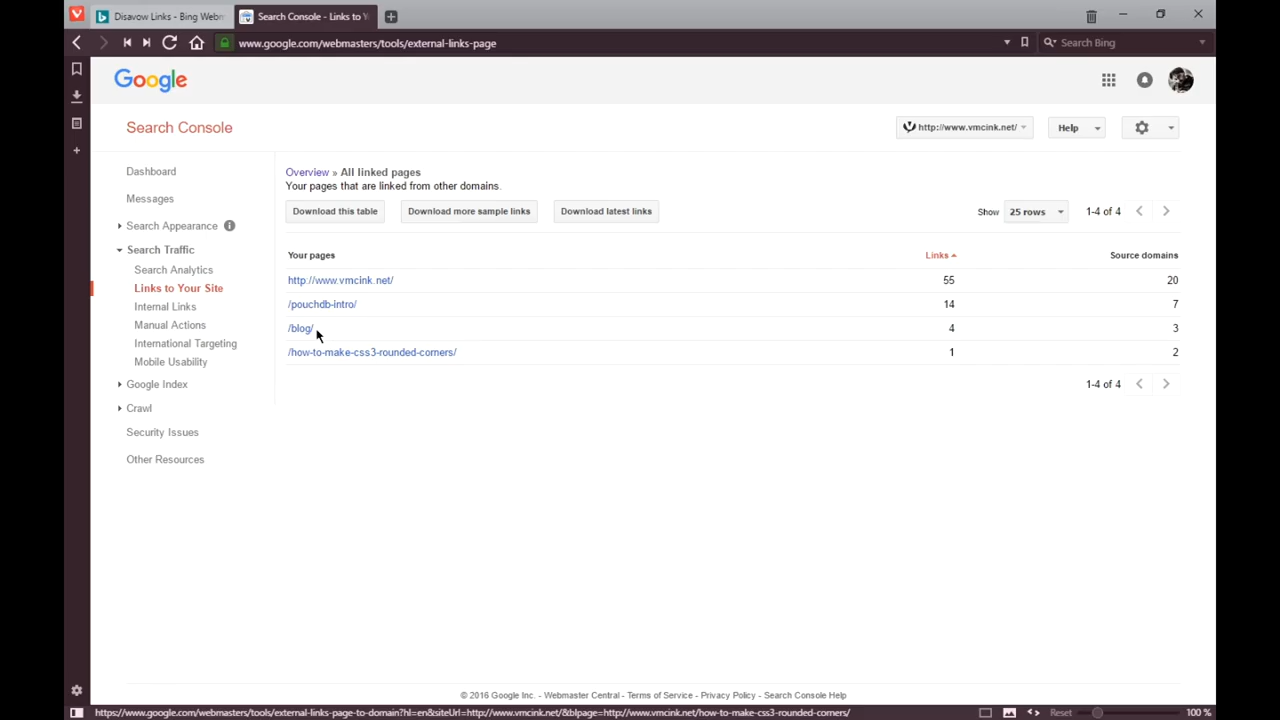 Disavow Links - Bing Webm
Search Console - Links to Y
www.google.com/webmasters/tools/external-links-page
Search Bing
Google
Search Console
http://www.vmcink.net/
Help
Dashboard
Messages
Search Appearance
Search Traffic
Search Analytics
Links to Your Site
Internal Links
Manual Actions
International Targeting
Mobile Usability
Google Index
Crawl
Security Issues
Other Resources
Overview » All linked pages
Your pages that are linked from other domains.
Download this table Download more sample links Download latest links
Show 25 rows 1-4 of 4
Your pages Links Source domains
http://www.vmcink.net/ 55 20
/pouchdb-intro/ 14 7
/blog/ 4 3
/how-to-make-css3-rounded-corners/ 1 2
1-4 of 4
© 2016 Google Inc. - Webmaster Central - Terms of Service - Privacy Policy - Search Console Help
https://www.google.com/webmasters/tools/external-links-page-to-domain?hl=en&siteUrl=http://www.vmcink.net/&blpage=http://www.vmcink.net/how-to-make-css3-rounded-corners/
Reset 100 %